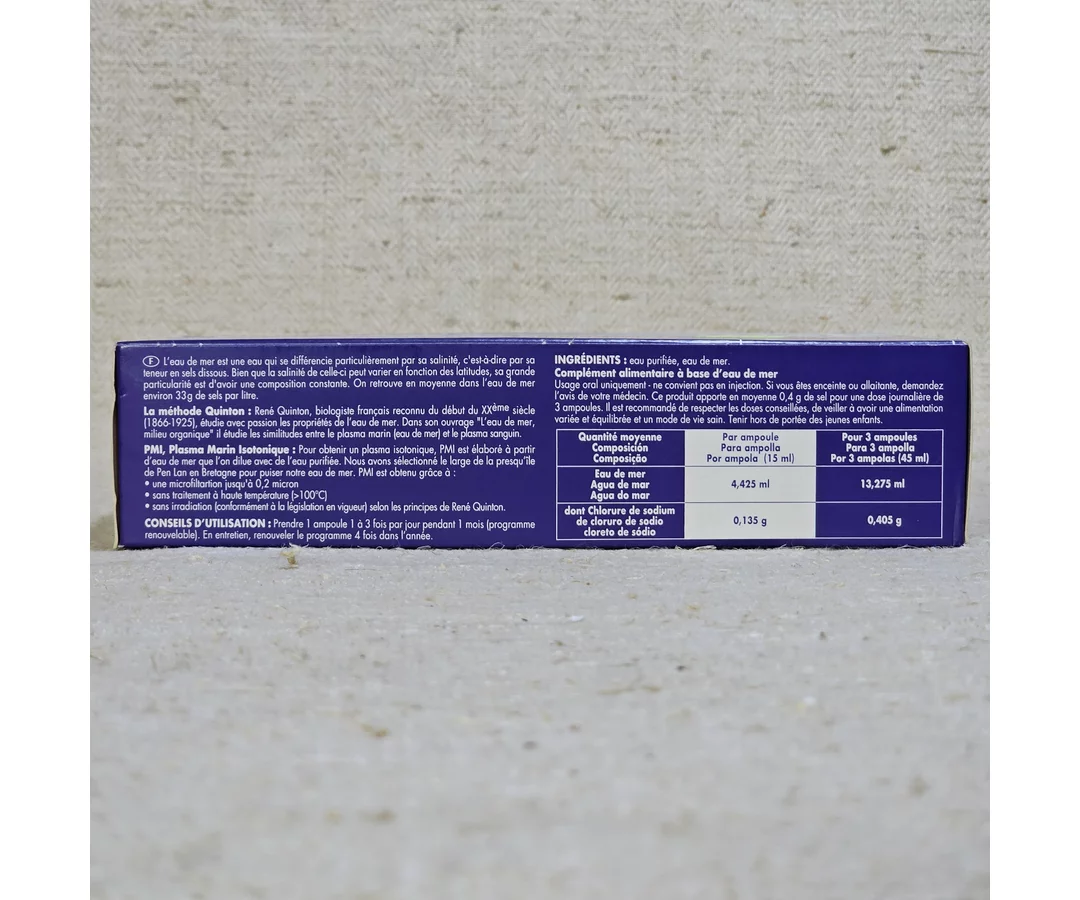 F L'eau de mer est une eau qui se différencie particulièrement par sa salinité, c'est-à-dire par sa
teneur en sels dissous. Bien que la salinité de celle-ci peut varier en fonction des latitudes, sa grande
particularité est d'avoir une composition constante. On retrouve en moyenne dans l'eau de mer
environ 33g de sels par litre.
La méthode Quinton : René Quinton, biologiste français reconnu du début du XXème siècle
(1866-1925), étudie avec passion les propriétés de l'eau de mer. Dans son ouvrage "L'eau de mer,
milieu organique" il étudie les similitudes entre le plasma marin (eau de mer) et le plasma sanguin.
PMI, Plasma Marin Isotonique : Pour obtenir un plasma isotonique, PMI est élaboré à partir
d'eau de mer que l'on dilue avec de l'eau purifiée. Nous avons sélectionné le large de la presqu'île
de Pen Lan en Bretagne pour puiser notre eau de mer. PMI est obtenu grâce à :
• une microfiltartion jusqu'à 0,2 micron
• sans traitement à haute température (>100°C)
• sans irradiation (conformément à la législation en vigueur) selon les principes de René Quinton.
CONSEILS D'UTILISATION : Prendre 1 ampoule 1 à 3 fois par jour pendant 1 mois (programme
renouvelable). En entretien, renouveler le programme 4 fois dans l'année.
INGRÉDIENTS : eau purifiée, eau de mer.
Complément alimentaire à base d'eau de mer
Usage oral uniquement - ne convient pas en injection. Si vous êtes enceinte ou allaitante, demandez
l'avis de votre médecin. Ce produit apporte en moyenne 0,4 g de sel pour une dose journalière de
3 ampoules. Il est recommandé de respecter les doses conseillées, de veiller à avoir une alimentation
variée et équilibrée et un mode de vie sain. Tenir hors de portée des jeunes enfants.
Quantité moyenne
Composición
Composição
Par ampoule
Para ampolla
Por ampola (15 ml)
Pour 3 ampoules
Para 3 ampolla
Por 3 ampolas (45 ml)
Eau de mer
Agua de mar
Agua do mar
4,425 ml
13,275 ml
dont Chlorure de sodium
de cloruro de sodio
cloreto de sódio
0,135 g
0,405 g